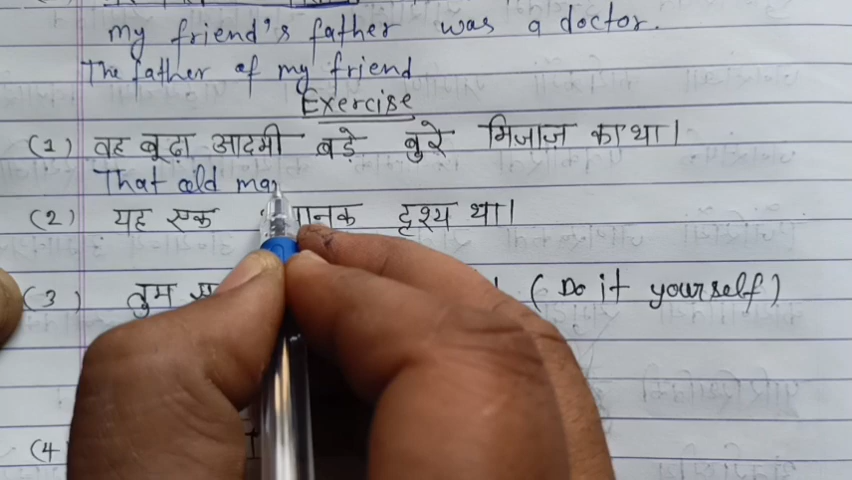 my friend's father was a doctor.
The father of my friend
Exercise
(1) वह बूढ़ा आदमी बड़े बुरे मिजाज़ का था।
That old man
(2) यह एक दृश्य था।
(3) तुम ( Do it yourself )
(4